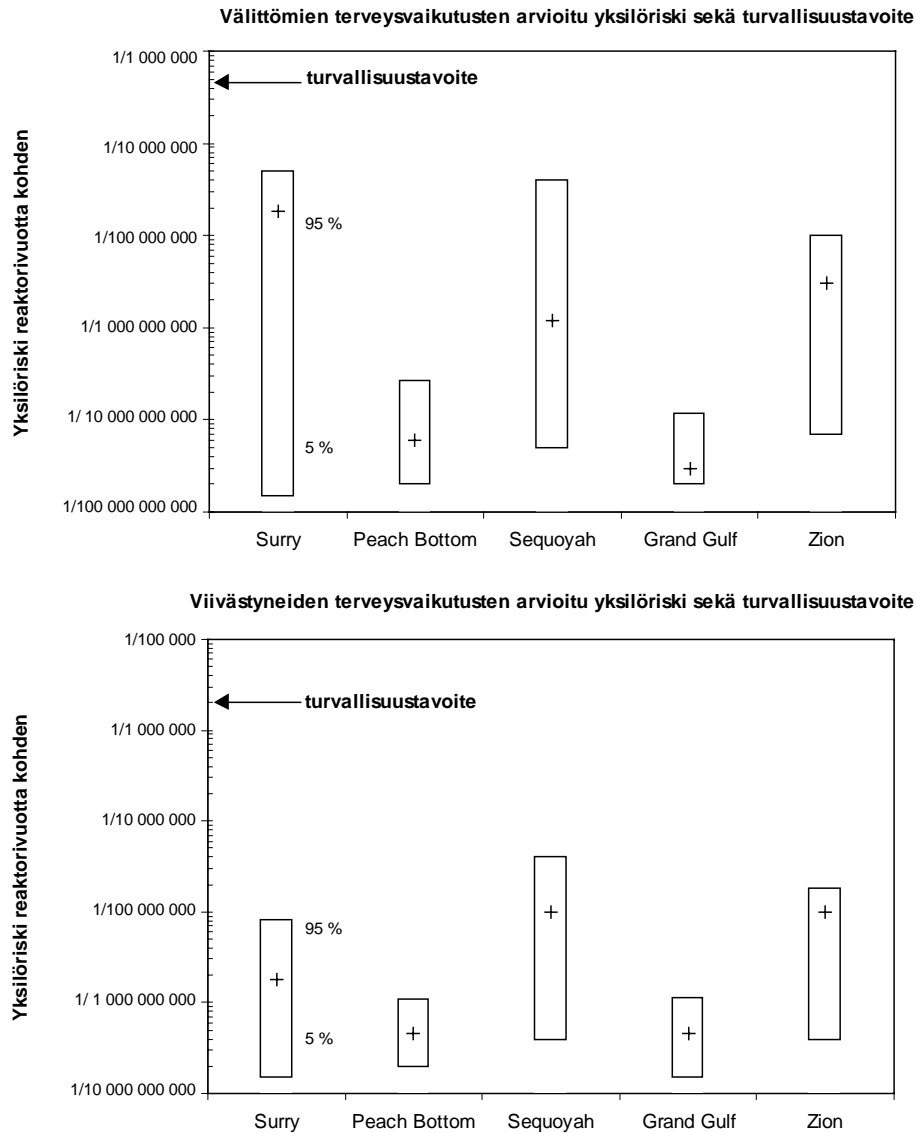 Välittömien terveysvaikutusten arvioitu yksilöriski sekä turvallisuustavoite
Yksilöriski reaktorivuotta kohden
1/1 000 000
turvallisuustavoite
1/10 000 000
95 %
1/100 000 000
1/1 000 000 000
1/ 10 000 000 000
5 %
1/100 000 000 000
Surry Peach Bottom Sequoyah Grand Gulf Zion
Viivästyneiden terveysvaikutusten arvioitu yksilöriski sekä turvallisuustavoite
Yksilöriski reaktorivuotta kohden
1/100 000
turvallisuustavoite
1/1 000 000
1/10 000 000
1/100 000 000
95 %
1/ 1 000 000 000
5 %
1/10 000 000 000
Surry Peach Bottom Sequoyah Grand Gulf Zion